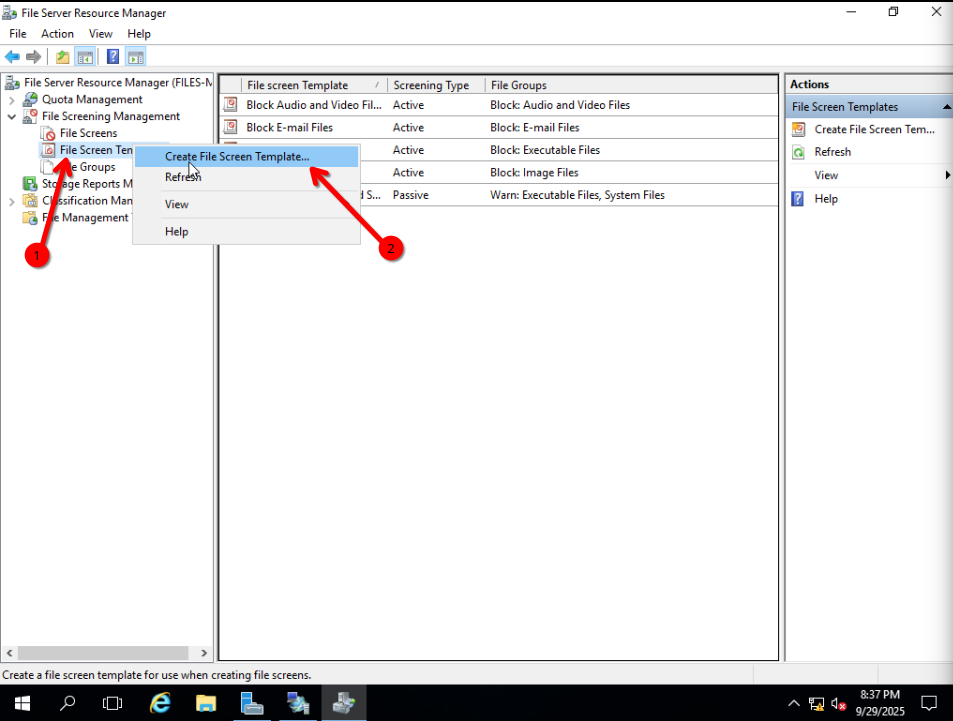 File Server Resource Manager
File Action View Help
File Server Resource Manager (FILES-M
Quota Management
File Screening Management
File Screens
File Screen Tem
Groups
Storage Reports M
Classification Man
File Management
File screen Template Screening Type File Groups
Block Audio and Video Fil... Active Block: Audio and Video Files
Block E-mail Files Active Block: E-mail Files
Active Block: Executable Files
Active Block: Image Files
d S... Passive Warn: Executable Files, System Files
Create File Screen Template...
Refresh
View
Help
1
2
Actions
File Screen Templates
Create File Screen Tem...
Refresh
View
Help
Create a file screen template for use when creating file screens.
8:37 PM
9/29/2025